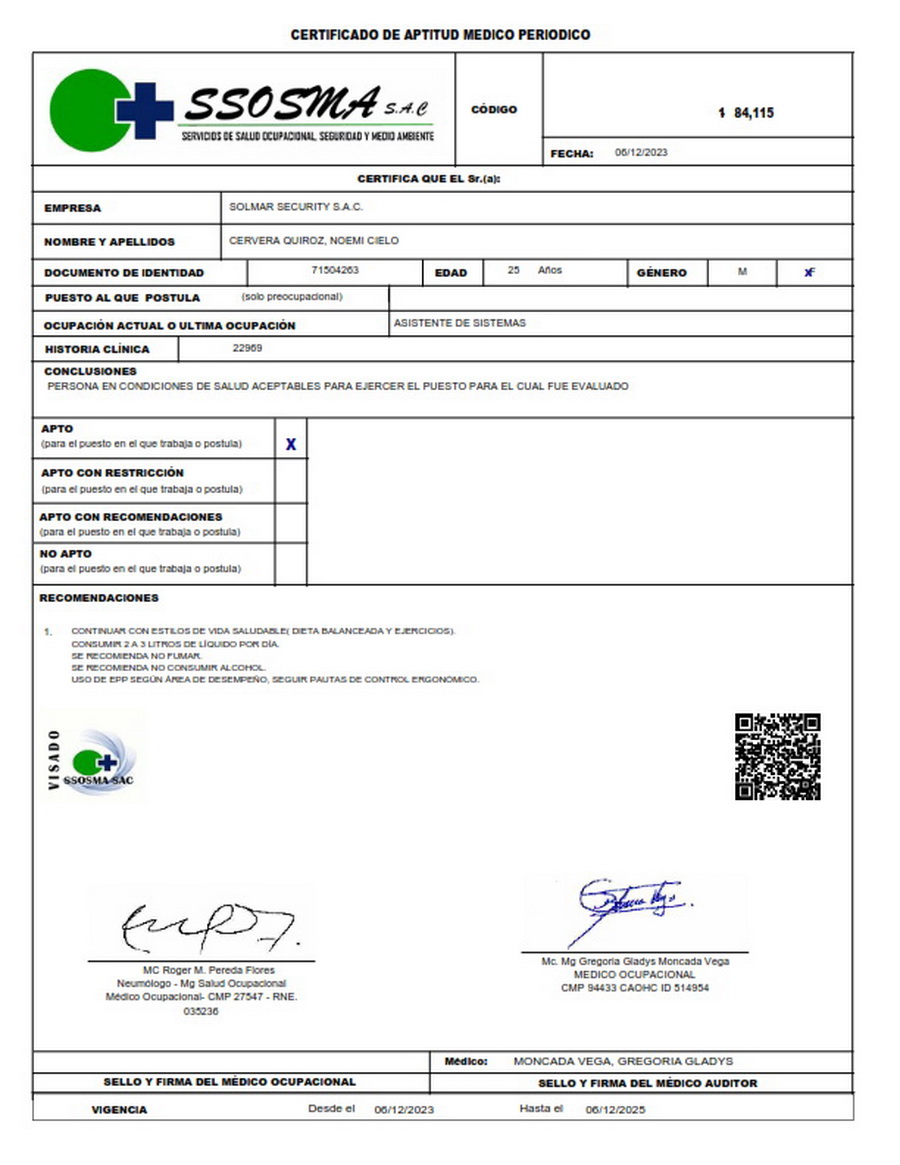 CERTIFICADO DE APTITUD MEDICO PERIODICO
SSOSMA S.A.C
SERVICIOS DE SALUD OCUPACIONAL, SEGURIDAD Y MEDIO AMBIENTE
CÓDIGO
84,115
FECHA: 06/12/2023
CERTIFICA QUE EL Sr.(a):
EMPRESA SOLMAR SECURITY S.A.C.
NOMBRE Y APELLIDOS CERVERA QUIROZ, NOEMI CIELO
DOCUMENTO DE IDENTIDAD 71504263 EDAD 25 Años GÉNERO M X F
PUESTO AL QUE POSTULA (solo preocupacional)
OCUPACIÓN ACTUAL O ULTIMA OCUPACIÓN ASISTENTE DE SISTEMAS
HISTORIA CLÍNICA 22969
CONCLUSIONES
PERSONA EN CONDICIONES DE SALUD ACEPTABLES PARA EJERCER EL PUESTO PARA EL CUAL FUE EVALUADO
APTO
(para el puesto en el que trabaja o postula) X
APTO CON RESTRICCIÓN
(para el puesto en el que trabaja o postula)
APTO CON RECOMENDACIONES
(para el puesto en el que trabaja o postula)
NO APTO
(para el puesto en el que trabaja o postula)
RECOMENDACIONES
1. CONTINUAR CON ESTILOS DE VIDA SALUDABLE( DIETA BALANCEADA Y EJERCICIOS).
CONSUMIR 2 A 3 LITROS DE LÍQUIDO POR DÍA.
SE RECOMIENDA NO FUMAR.
SE RECOMIENDA NO CONSUMIR ALCOHOL.
USO DE EPP SEGÚN ÁREA DE DESEMPEÑO, SEGUIR PAUTAS DE CONTROL ERGONÓMICO.
VISADO
SSOSMA SAC
MC Roger M. Pereda Flores
Neumólogo - Mg Salud Ocupacional
Médico Ocupacional- CMP 27547 - RNE.
035236
Mc. Mg Gregoria Gladys Moncada Vega
MEDICO OCUPACIONAL
CMP 94433 CAOHC ID 514954
Médico: MONCADA VEGA, GREGORIA GLADYS
SELLO Y FIRMA DEL MÉDICO OCUPACIONAL
SELLO Y FIRMA DEL MÉDICO AUDITOR
VIGENCIA Desde el 06/12/2023 Hasta el 06/12/2025